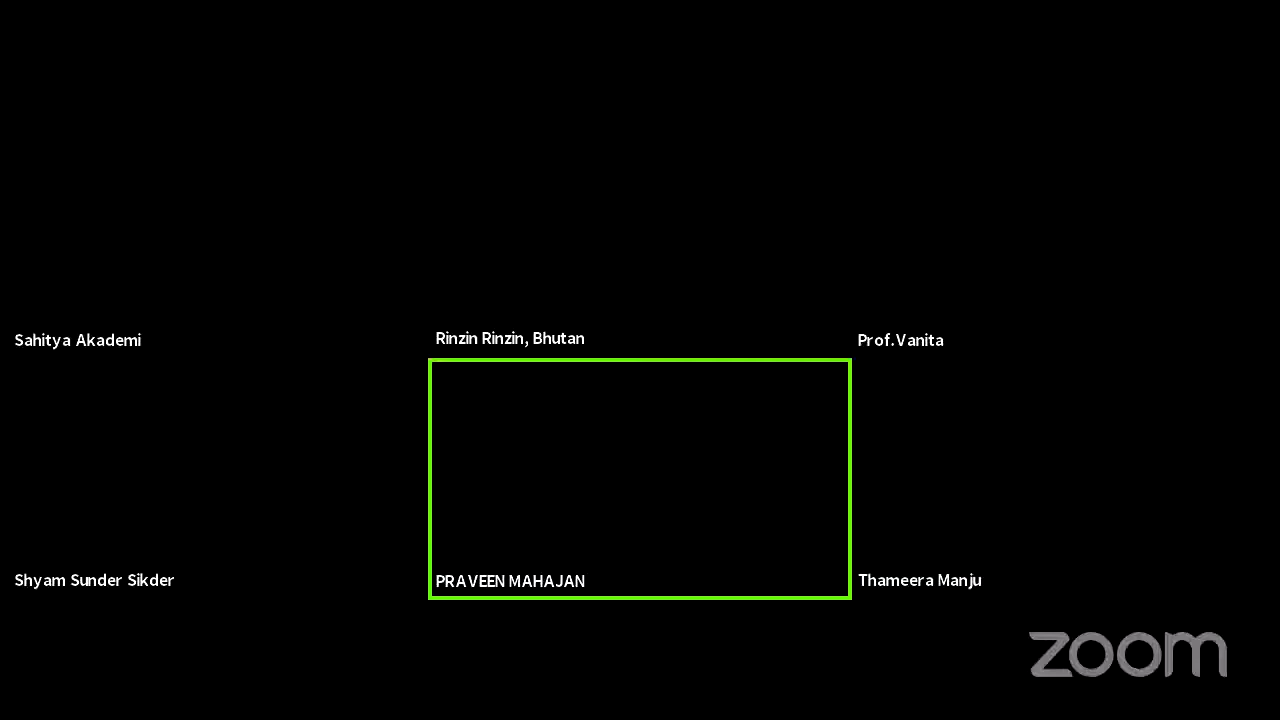 Sahitya Akademi
Rinzin Rinzin, Bhutan
Prof.Vanita
Shyam Sunder Sikder
PRAVEEN MAHAJAN
Thameera Manju
zoom